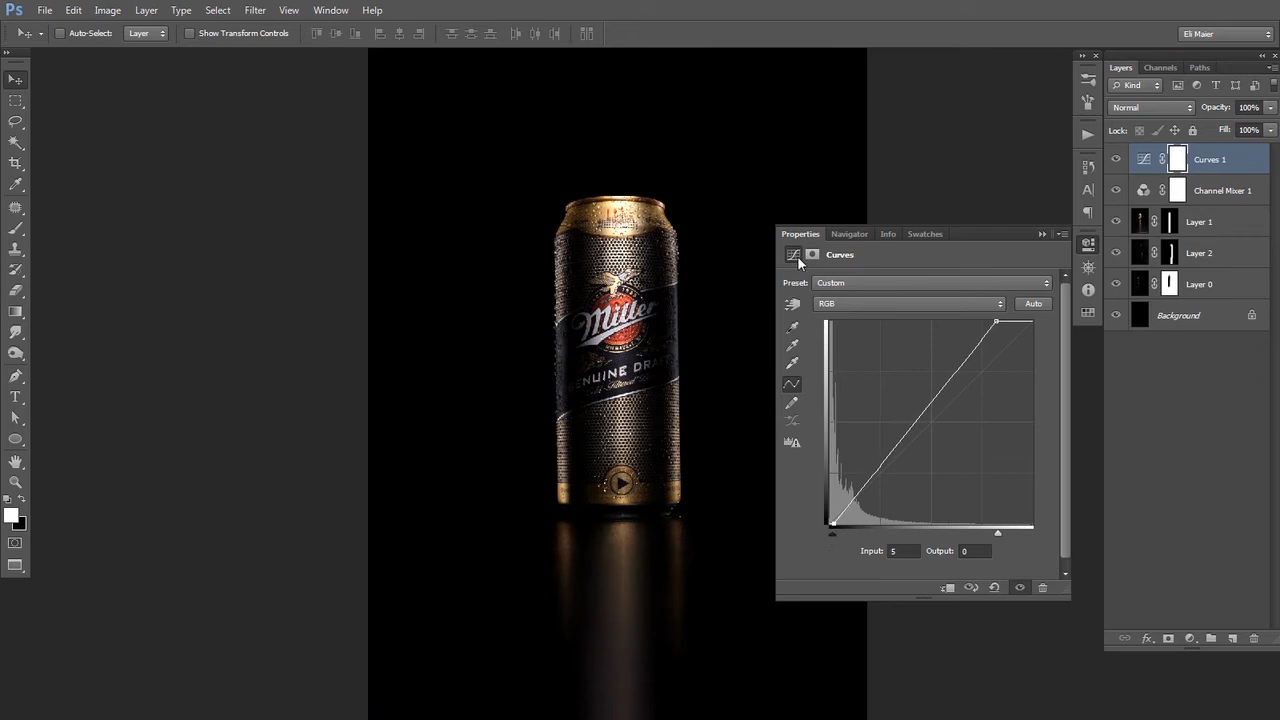 Ps File Edit Image Layer Type Select Filter View Window Help
Auto-Select: Layer Show Transform Controls Eli Maier
Layers Channels Paths
Kind
Normal Opacity: 100%
Lock: Fill: 100%
Curves 1
Channel Mixer 1
Layer 1
Layer 2
Layer 0
Background
Properties Navigator Info Swatches
Curves
Preset: Custom
RGB Auto
Input: 5 Output: 0
Miller
GENUINE DRAFT